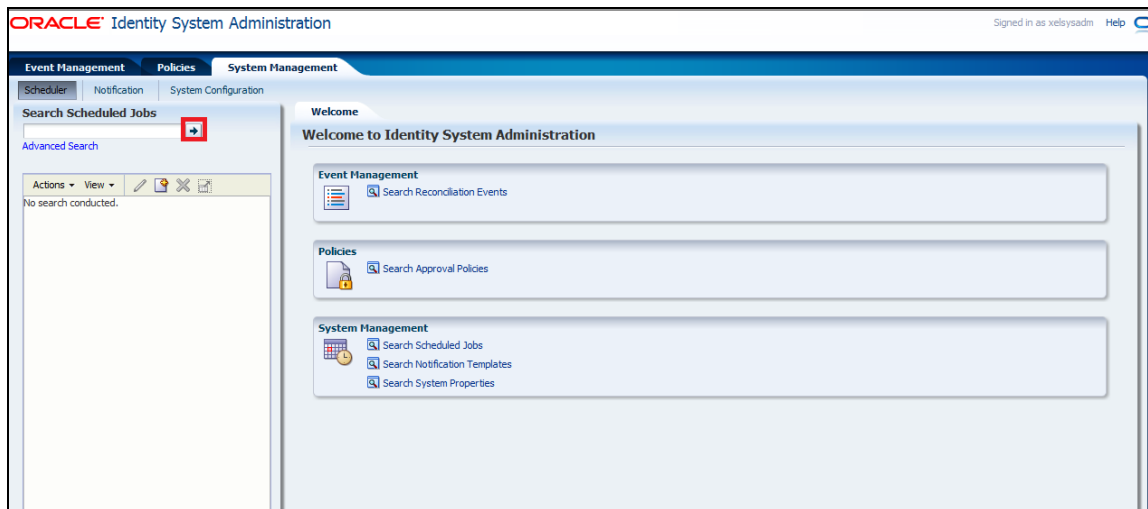 ORACLE Identity System Administration
Signed in as xelsysadm Help
Event Management Policies System Management
Scheduler Notification System Configuration
Search Scheduled Jobs
Advanced Search
Actions View
No search conducted.
Welcome
Welcome to Identity System Administration
Event Management
Search Reconciliation Events
Policies
Search Approval Policies
System Management
Search Scheduled Jobs
Search Notification Templates
Search System Properties